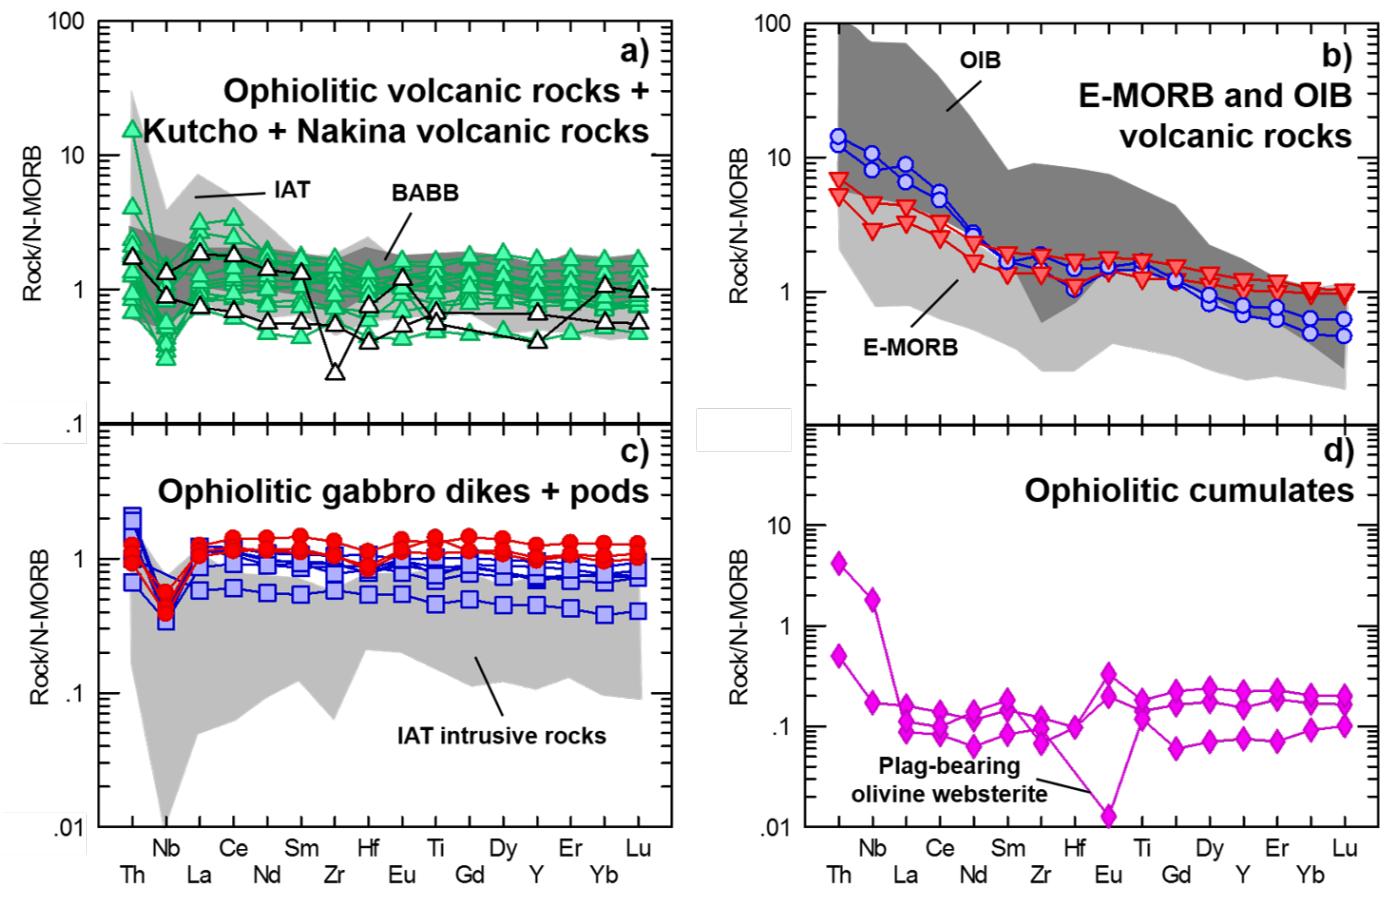 100
10
1
.1
Rock/N-MORB
a)
Ophiolitic volcanic rocks +
Kutcho + Nakina volcanic rocks
IAT
BABB
100
10
1
Rock/N-MORB
b)
E-MORB and OIB
volcanic rocks
OIB
E-MORB
1
.1
.01
Rock/N-MORB
c)
Ophiolitic gabbro dikes + pods
IAT intrusive rocks
Nb Ce Sm Hf Ti Dy Er Lu
Th La Nd Zr Eu Gd Y Yb
10
1
0.1
.01
Rock/N-MORB
d)
Ophiolitic cumulates
Plag-bearing
olivine websterite
Nb Ce Sm Hf Ti Dy Er Lu
Th La Nd Zr Eu Gd Y Yb